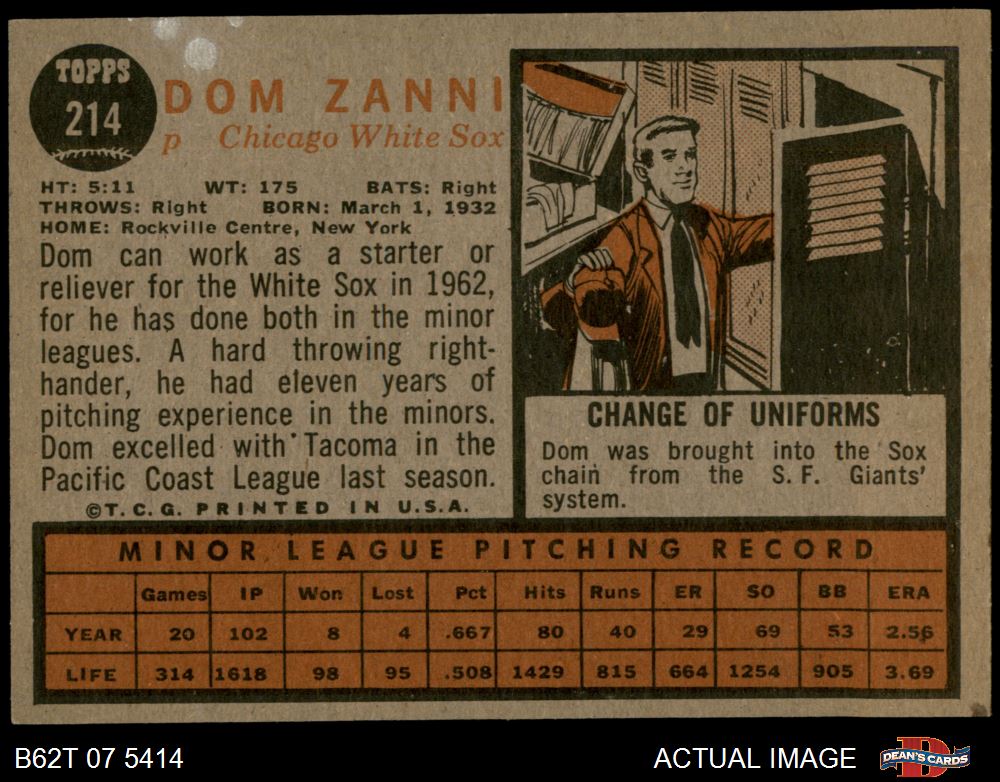 TOPPS
214
DOM ZANNI
p Chicago White Sox
HT: 5:11 WT: 175 BATS: Right
THROWS: Right BORN: March 1, 1932
HOME: Rockville Centre, New York
Dom can work as a starter or
reliever for the White Sox in 1962,
for he has done both in the minor
leagues. A hard throwing right-
hander, he had eleven years of
pitching experience in the minors.
Dom excelled with Tacoma in the
Pacific Coast League last season.
©T.C.G. PRINTED IN U.S.A.
CHANGE OF UNIFORMS
Dom was brought into the Sox
chain from the S. F. Giants'
system.
MINOR LEAGUE PITCHING RECORD
Games IP Won Lost Pct Hits Runs ER SO BB ERA
YEAR 20 102 8 4 .667 80 40 29 69 53 2.56
LIFE 314 1618 98 95 .508 1429 815 664 1254 905 3.69
B62T 07 5414 ACTUAL IMAGE DEAN'S CARDS